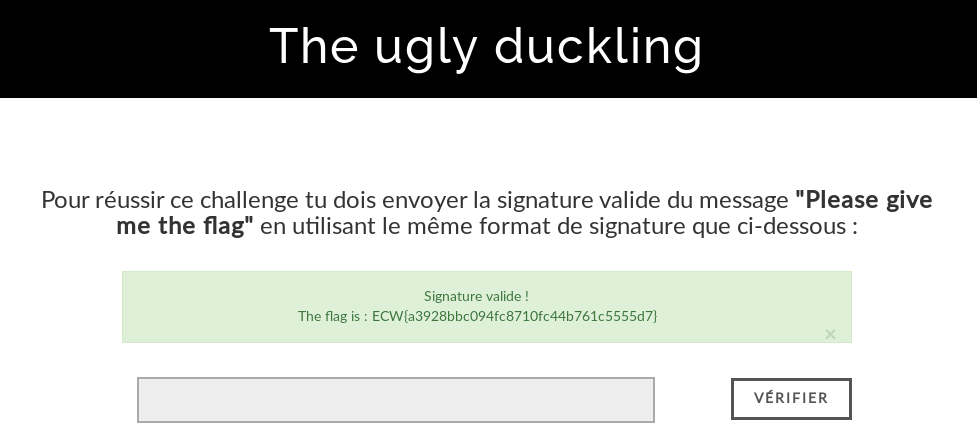 The ugly duckling
Pour réussir ce challenge tu dois envoyer la signature valide du message "Please give
me the flag" en utilisant le même format de signature que ci-dessous :
Signature valide !
The flag is : ECW{a3928bbc094fc8710fc44b761c5555d7}
×
VÉRIFIER